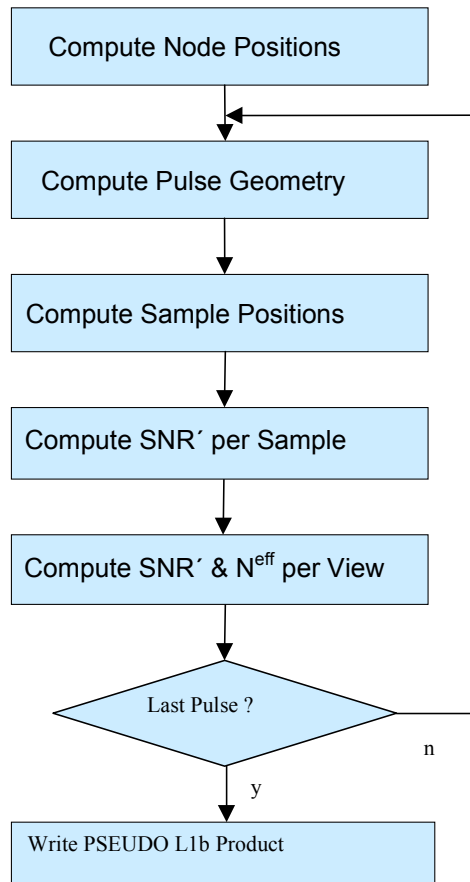 Compute Node Positions
Compute Pulse Geometry
Compute Sample Positions
Compute SNR´ per Sample
Compute SNR´ & N^eff per View
Last Pulse ?
n
y
Write PSEUDO L1b Product